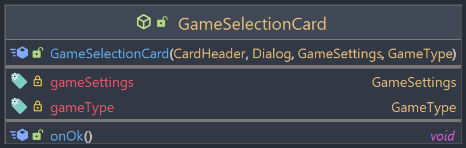 GameSelectionCard
GameSelectionCard(CardHeader, Dialog, GameSettings, GameType)
gameSettings GameSettings
gameType GameType
onOk() void